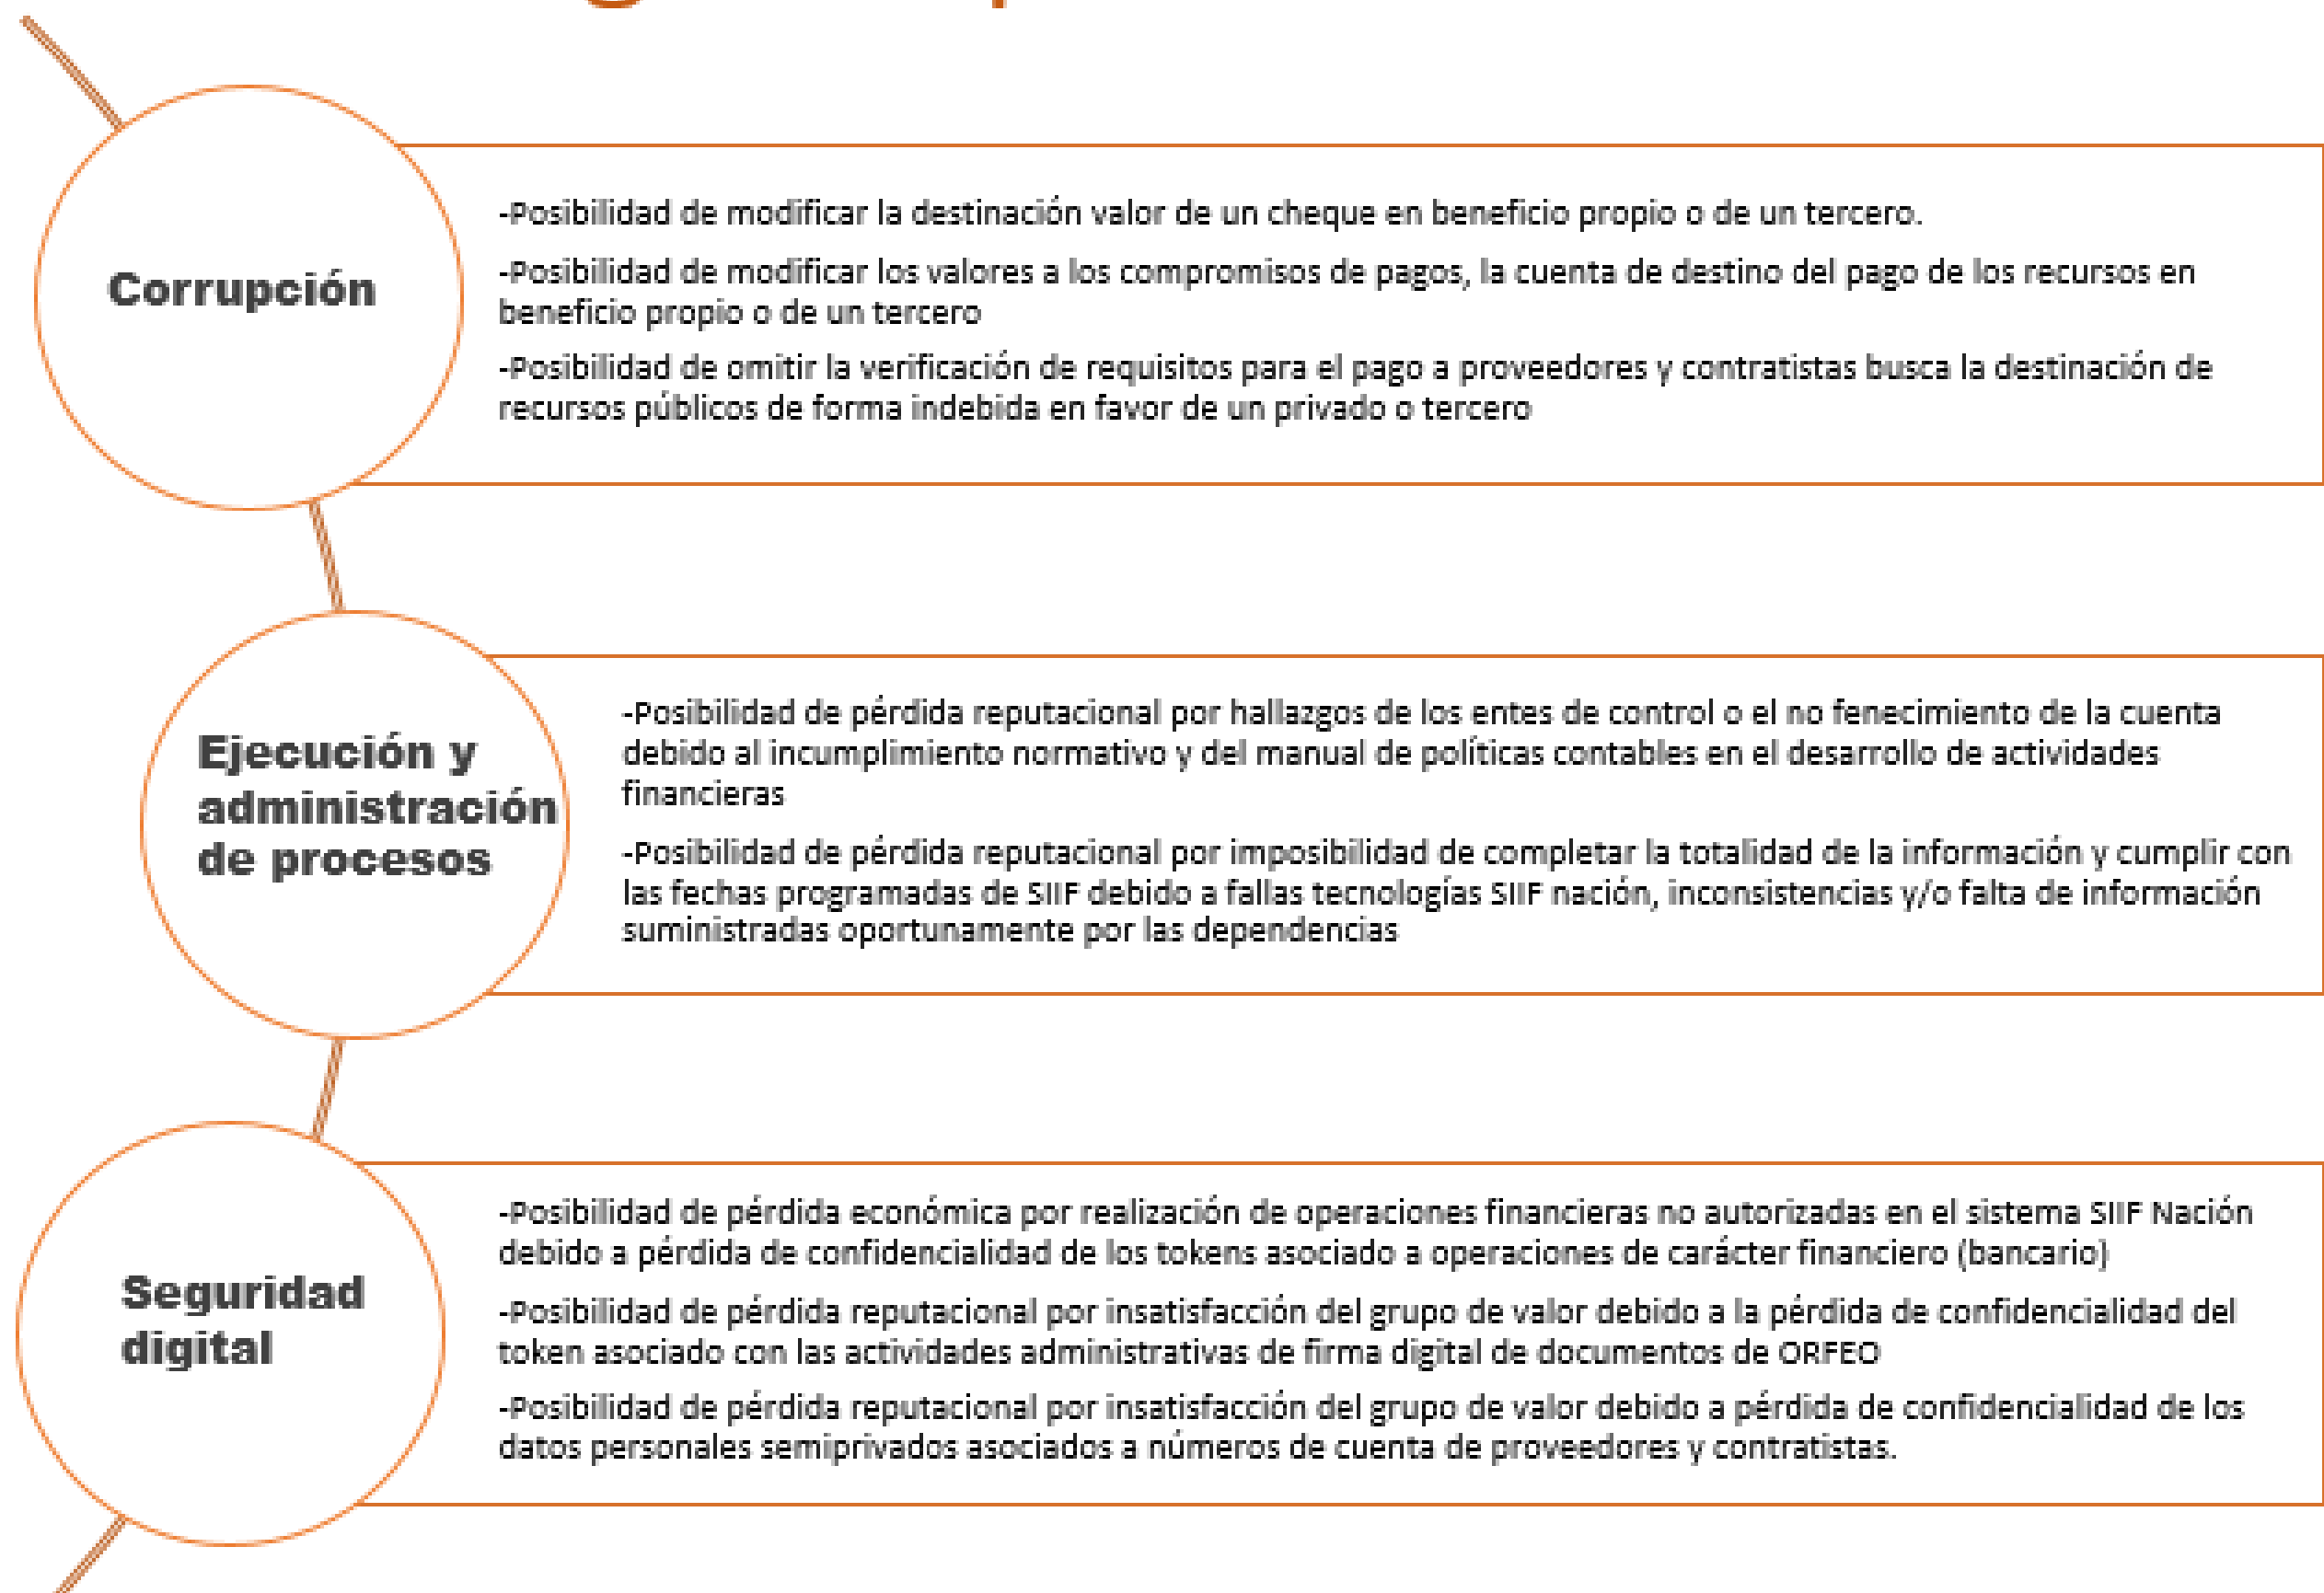 Corrupción
-Posibilidad de modificar la destinación valor de un cheque en beneficio propio o de un tercero.
-Posibilidad de modificar los valores a los compromisos de pagos, la cuenta de destino del pago de los recursos en
beneficio propio o de un tercero
-Posibilidad de omitir la verificación de requisitos para el pago a proveedores y contratistas busca la destinación de
recursos públicos de forma indebida en favor de un privado o tercero
Ejecución y
administración
de procesos
-Posibilidad de pérdida reputacional por hallazgos de los entes de control o el no fenecimiento de la cuenta
debido al incumplimiento normativo y del manual de políticas contables en el desarrollo de actividades
financieras
-Posibilidad de pérdida reputacional por imposibilidad de completar la totalidad de la información y cumplir con
las fechas programadas de SIIF debido a fallas tecnologías SIIF nación, inconsistencias y/o falta de información
suministradas oportunamente por las dependencias
Seguridad
digital
-Posibilidad de pérdida económica por realización de operaciones financieras no autorizadas en el sistema SIIF Nación
debido a pérdida de confidencialidad de los tokens asociado a operaciones de carácter financiero (bancario)
-Posibilidad de pérdida reputacional por insatisfacción del grupo de valor debido a la pérdida de confidencialidad del
token asociado con las actividades administrativas de firma digital de documentos de ORFEO
-Posibilidad de pérdida reputacional por insatisfacción del grupo de valor debido a pérdida de confidencialidad de los
datos personales semiprivados asociados a números de cuenta de proveedores y contratistas.